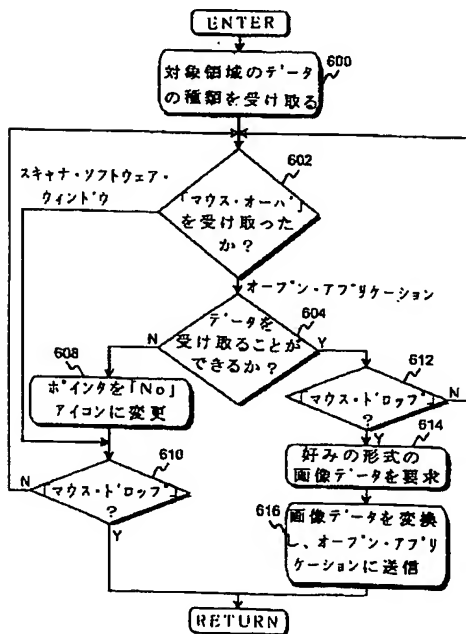 ENTER
対象領域のデータ
の種類を受け取る
600
スキャナ・ソフトウェア・
ウィンドウ
602
「マウス・オーバ」
を受け取ったか
か?
オープン・アプリケーション
604
データを
受け取ることが
できるか?
N
Y
608
ポインタを「No」
アイコンに変更
612
「マウス・ドロップ」
?
N
Y
614
好みの形式の
画像データを要求
610
「マウス・ドロップ」
?
N
Y
616
画像データを変換
し、オープン・アプリ
ケーションに送信
RETURN